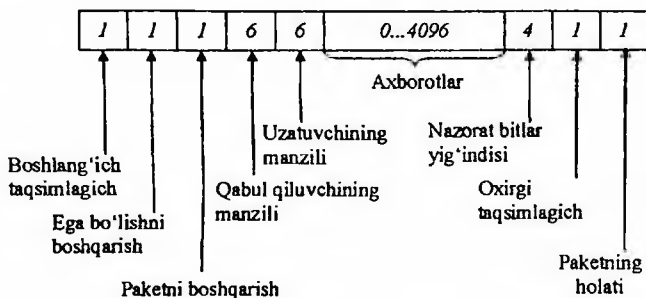 1 1 1 6 6 0...4096 4 1 1
Axborotlar
Uzatuvchining
manzili
Nazorat bitlar
yig‘indisi
Boshlang‘ich
taqsimlagich
Qabul qiluvchining
manzili
Oxirgi
taqsimlagich
Ega bo‘lishni
boshqarish
Paketning
holati
Paketni boshqarish